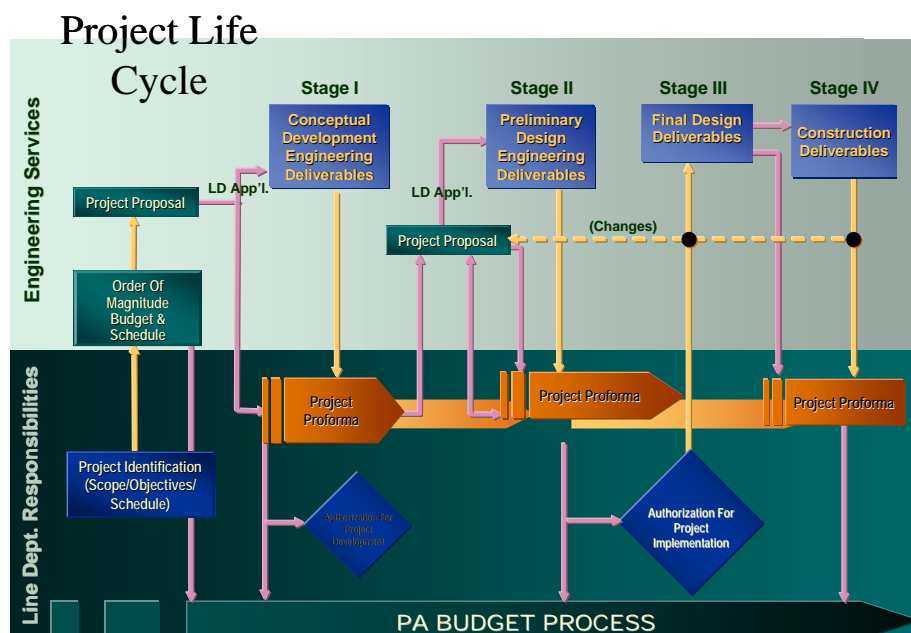 Project Life
Cycle
Stage I
Stage II
Stage III
Stage IV
Engineering Services
Conceptual
Development
Engineering
Deliverables
Preliminary
Design
Engineering
Deliverables
Final Design
Deliverables
Construction
Deliverables
LD App'l.
LD App'l.
Project Proposal
(Changes)
Project Proposal
Order Of
Magnitude
Budget &
Schedule
Line Dept. Responsibilities
Project
Proforma
Project Proforma
Project Proforma
Project Identification
(Scope/Objectives/
Schedule)
Authorization For
Project
Development
Authorization For
Project
Implementation
PA BUDGET PROCESS